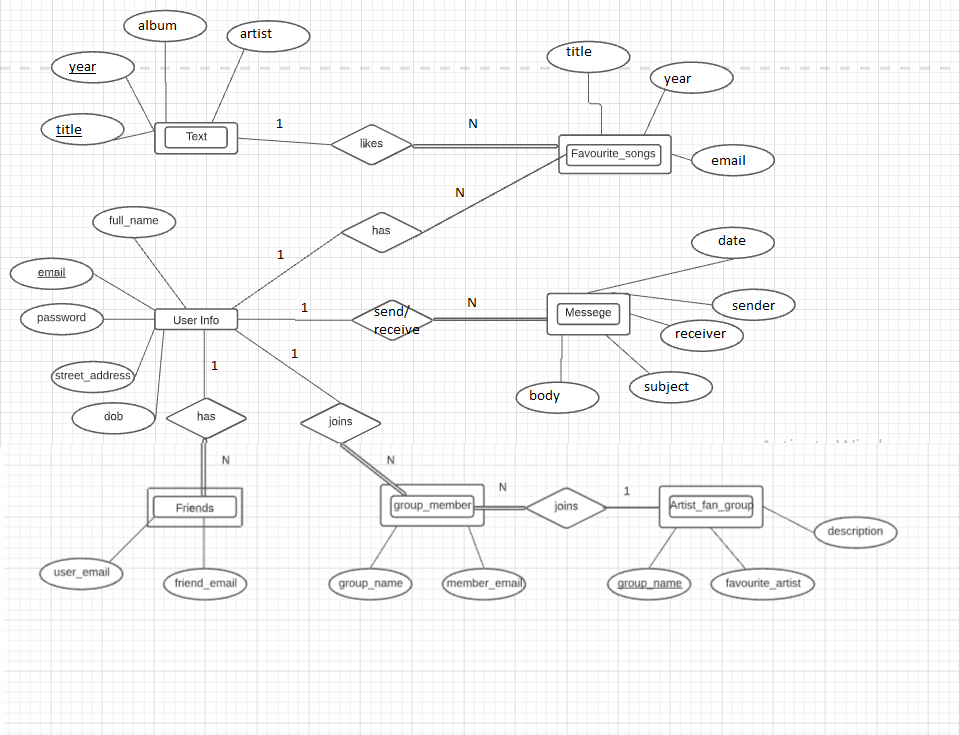 album
artist
title
year
year
title
Text
1
N
likes
Favourite_songs
email
N
full_name
has
date
1
email
password
User Info
1
send/
receive
N
Messege
sender
receiver
1
1
street_address
dob
has
joins
body
subject
N
N
N
1
Friends
group_member
joins
Artist_fan_group
description
user_email
friend_email
group_name
member_email
group_name
favourite_artist